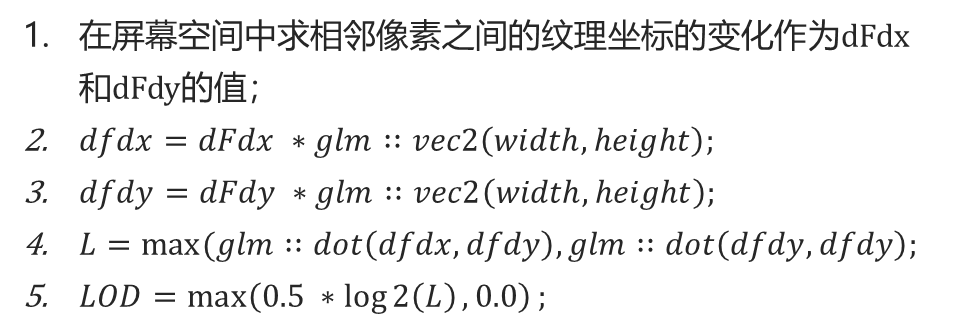 1. 在屏幕空间中求相邻像素之间的纹理坐标的变化作为dFdx
和dFdy的值；
2. dfdx = dFdx * glm :: vec2(width, height);
3. dfdy = dFdy * glm :: vec2(width, height);
4. L = max(glm :: dot(dfdx, dfdy), glm :: dot(dfdy, dfdy);
5. LOD = max(0.5 * log2(L), 0.0) ;